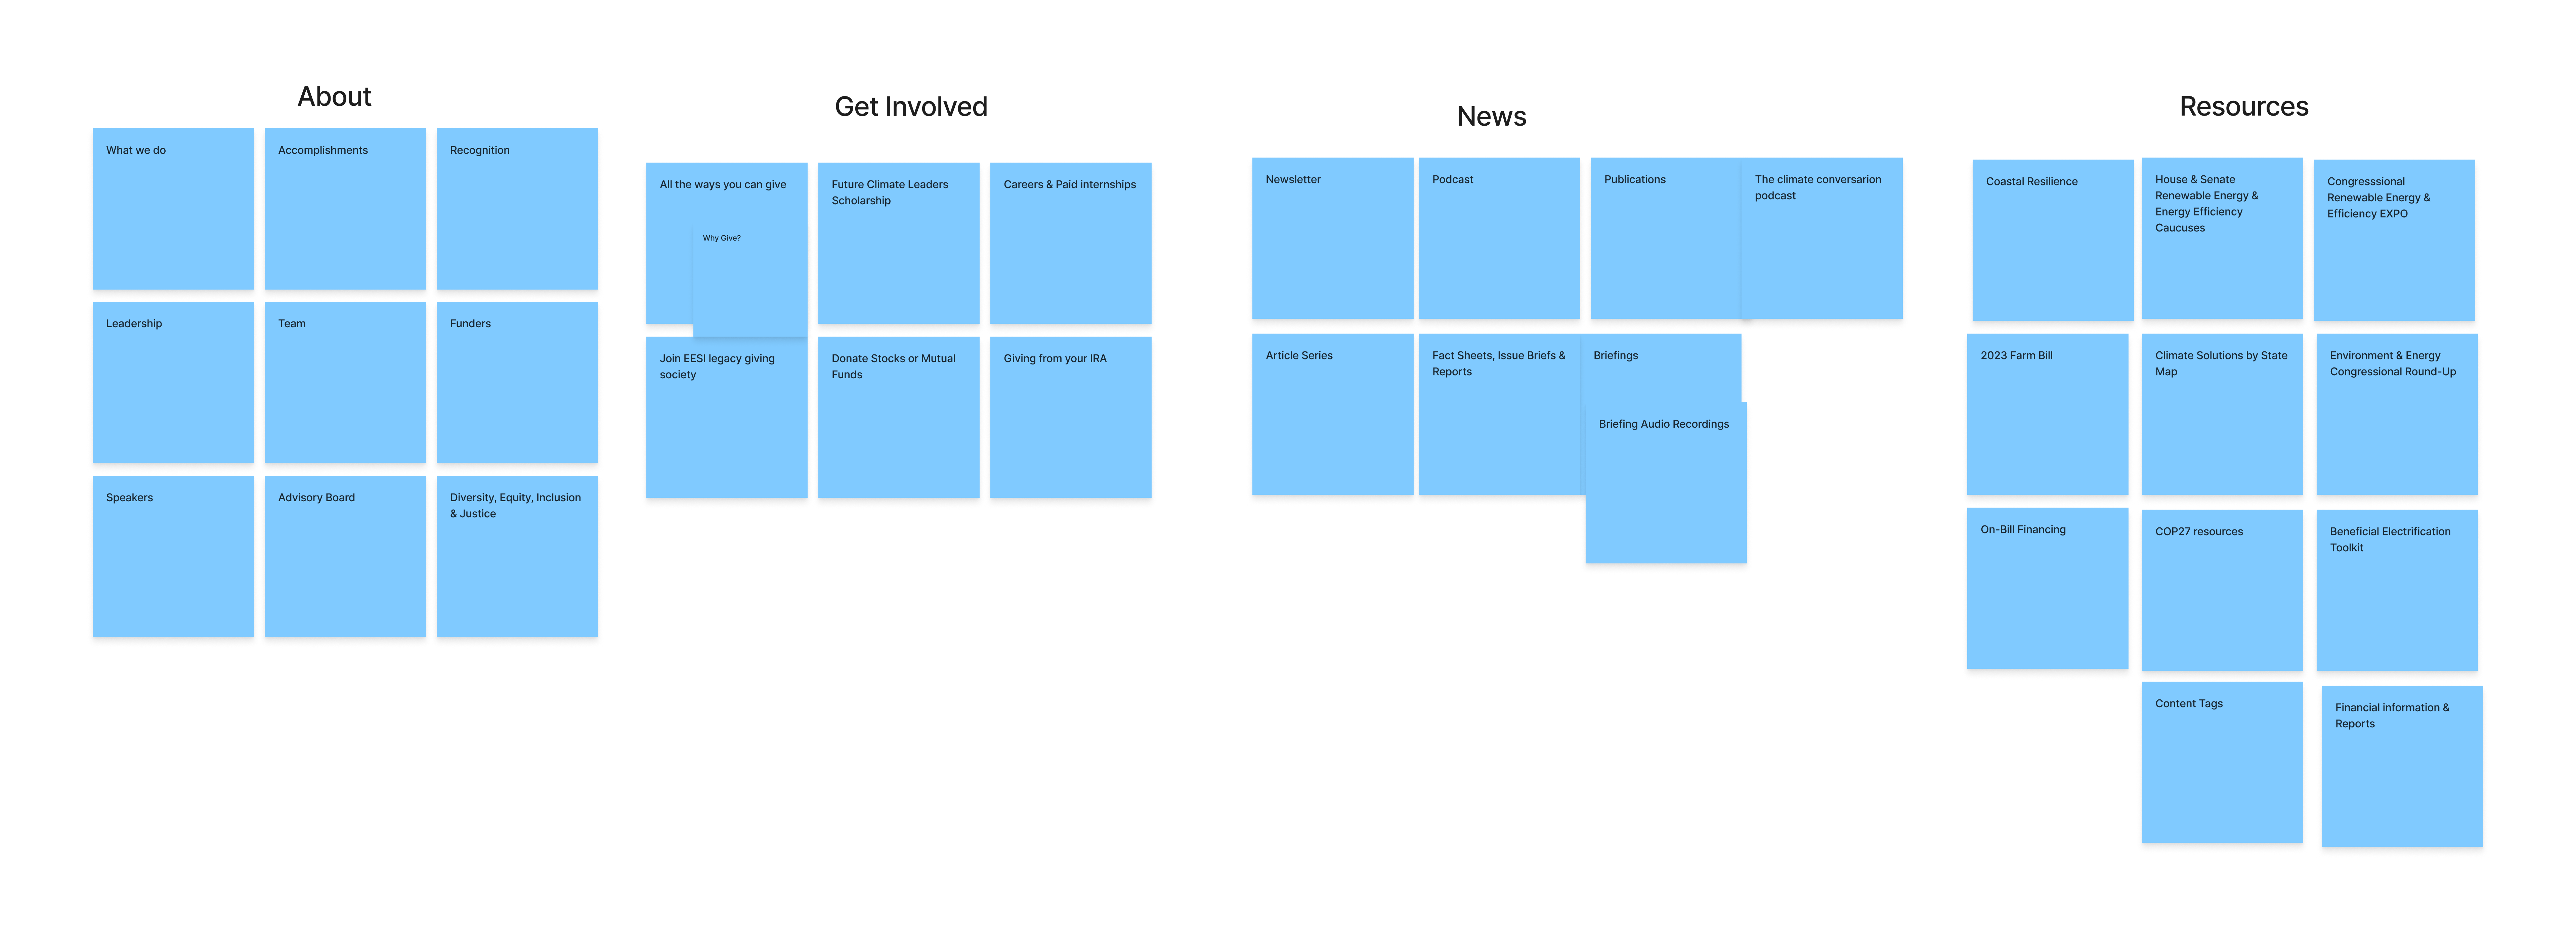 About
What we do
Accomplishments
Recognition
Leadership
Team
Funders
Speakers
Advisory Board
Diversity, Equity, Inclusion
& Justice
Get Involved
All the ways you can give
Why Give?
Future Climate Leaders
Scholarship
Careers & Paid internships
Join EESI legacy giving
society
Donate Stocks or Mutual
Funds
Giving from your IRA
News
Newsletter
Podcast
Publications
The climate conversarion
podcast
Article Series
Fact Sheets, Issue Briefs &
Reports
Briefings
Briefing Audio Recordings
Resources
Coastal Resilience
House & Senate
Renewable Energy &
Energy Efficiency
Caucuses
Congresssional
Renewable Energy &
Efficiency EXPO
2023 Farm Bill
Climate Solutions by State
Map
Environment & Energy
Congressional Round-Up
On-Bill Financing
COP27 resources
Beneficial Electrification
Toolkit
Content Tags
Financial information &
Reports